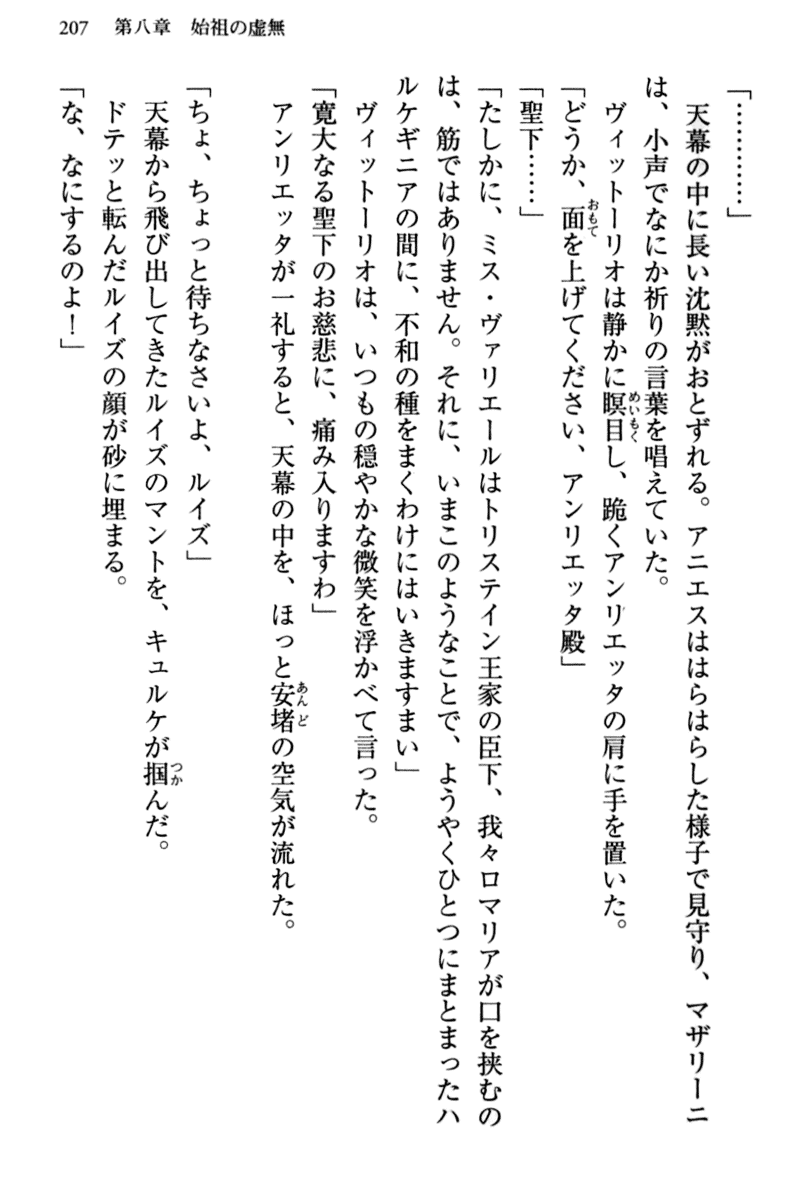 207　第八章　始祖の虚無
「…………」
　天幕の中に長い沈黙がおとずれる。アニエスははらはらした様子で見守り、マザリーニ
は、小声でなにか祈りの言葉を唱えていた。
　ヴィットーリオは静かに瞑目し、跪くアンリエッタの肩に手を置いた。
「どうか、面を上げてください、アンリエッタ殿」
「聖下……」
「たしかに、ミス・ヴァリエールはトリステイン王家の臣下、我々ロマリアが口を挟むの
は、筋ではありません。それに、いまこのようなことで、ようやくひとつにまとまったハ
ルケギニアの間に、不和の種をまくわけにはいきますまい」
　ヴィットーリオは、いつもの穏やかな微笑を浮かべて言った。
「寛大なる聖下のお慈悲に、痛み入りますわ」
　アンリエッタが一礼すると、天幕の中を、ほっと安堵の空気が流れた。
「ちょ、ちょっと待ちなさいよ、ルイズ」
　天幕から飛び出してきたルイズのマントを、キュルケが掴んだ。
　ドテッと転んだルイズの顔が砂に埋まる。
「な、なにするのよ！」